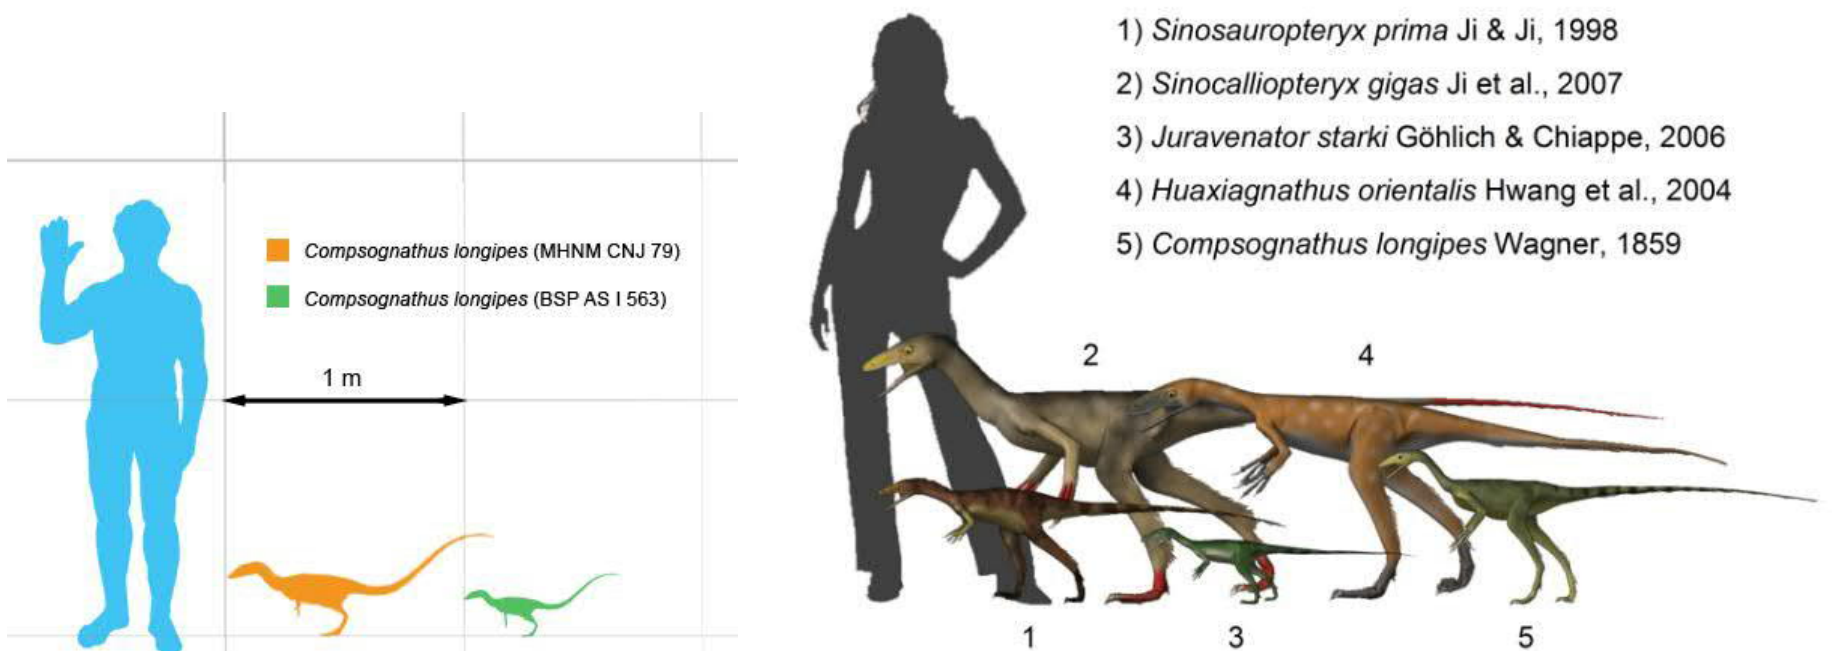 Compsognathus longipes (MHNM CNJ 79)
Compsognathus longipes (BSP AS I 563)
1 m
1) Sinosauropteryx prima Ji & Ji, 1998
2) Sinocalliopteryx gigas Ji et al., 2007
3) Juravenator starki Göhlich & Chiappe, 2006
4) Huaxiagnathus orientalis Hwang et al., 2004
5) Compsognathus longipes Wagner, 1859
2 4
1 3 5